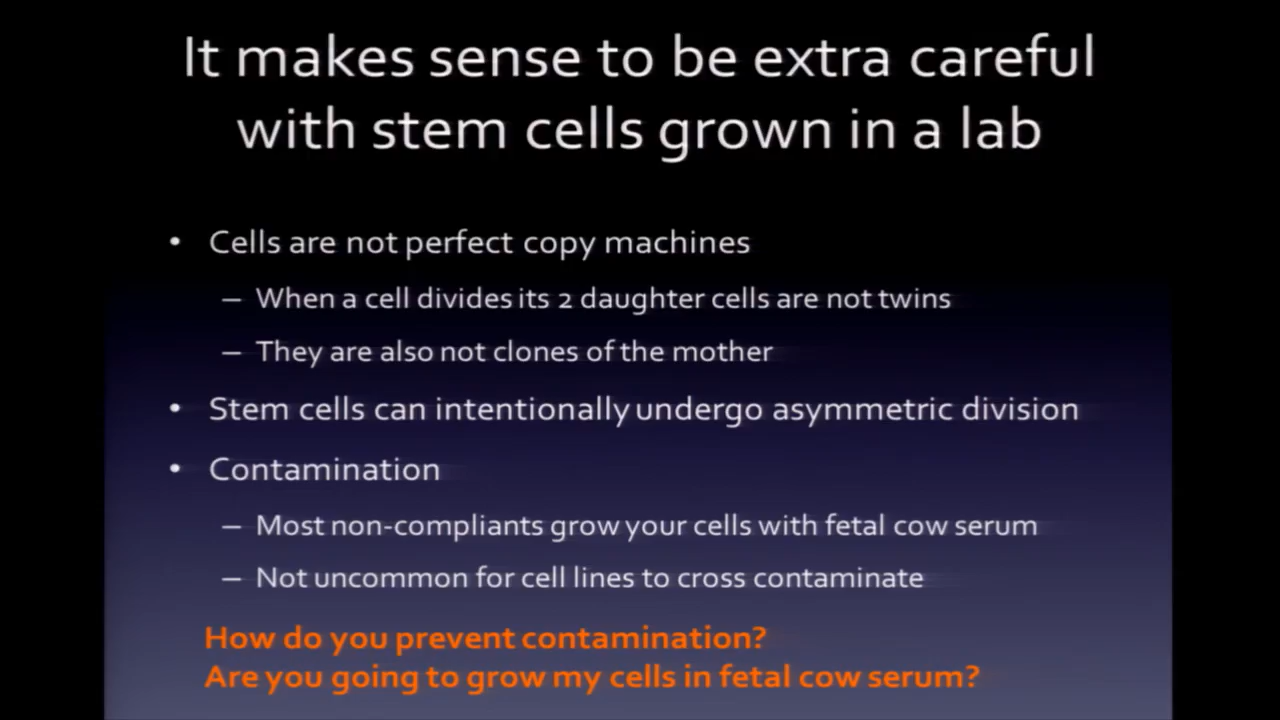 It makes sense to be extra careful
with stem cells grown in a lab
• Cells are not perfect copy machines
– When a cell divides its 2 daughter cells are not twins
– They are also not clones of the mother
• Stem cells can intentionally undergo asymmetric division
• Contamination
– Most non-compliants grow your cells with fetal cow serum
– Not uncommon for cell lines to cross contaminate
How do you prevent contamination?
Are you going to grow my cells in fetal cow serum?